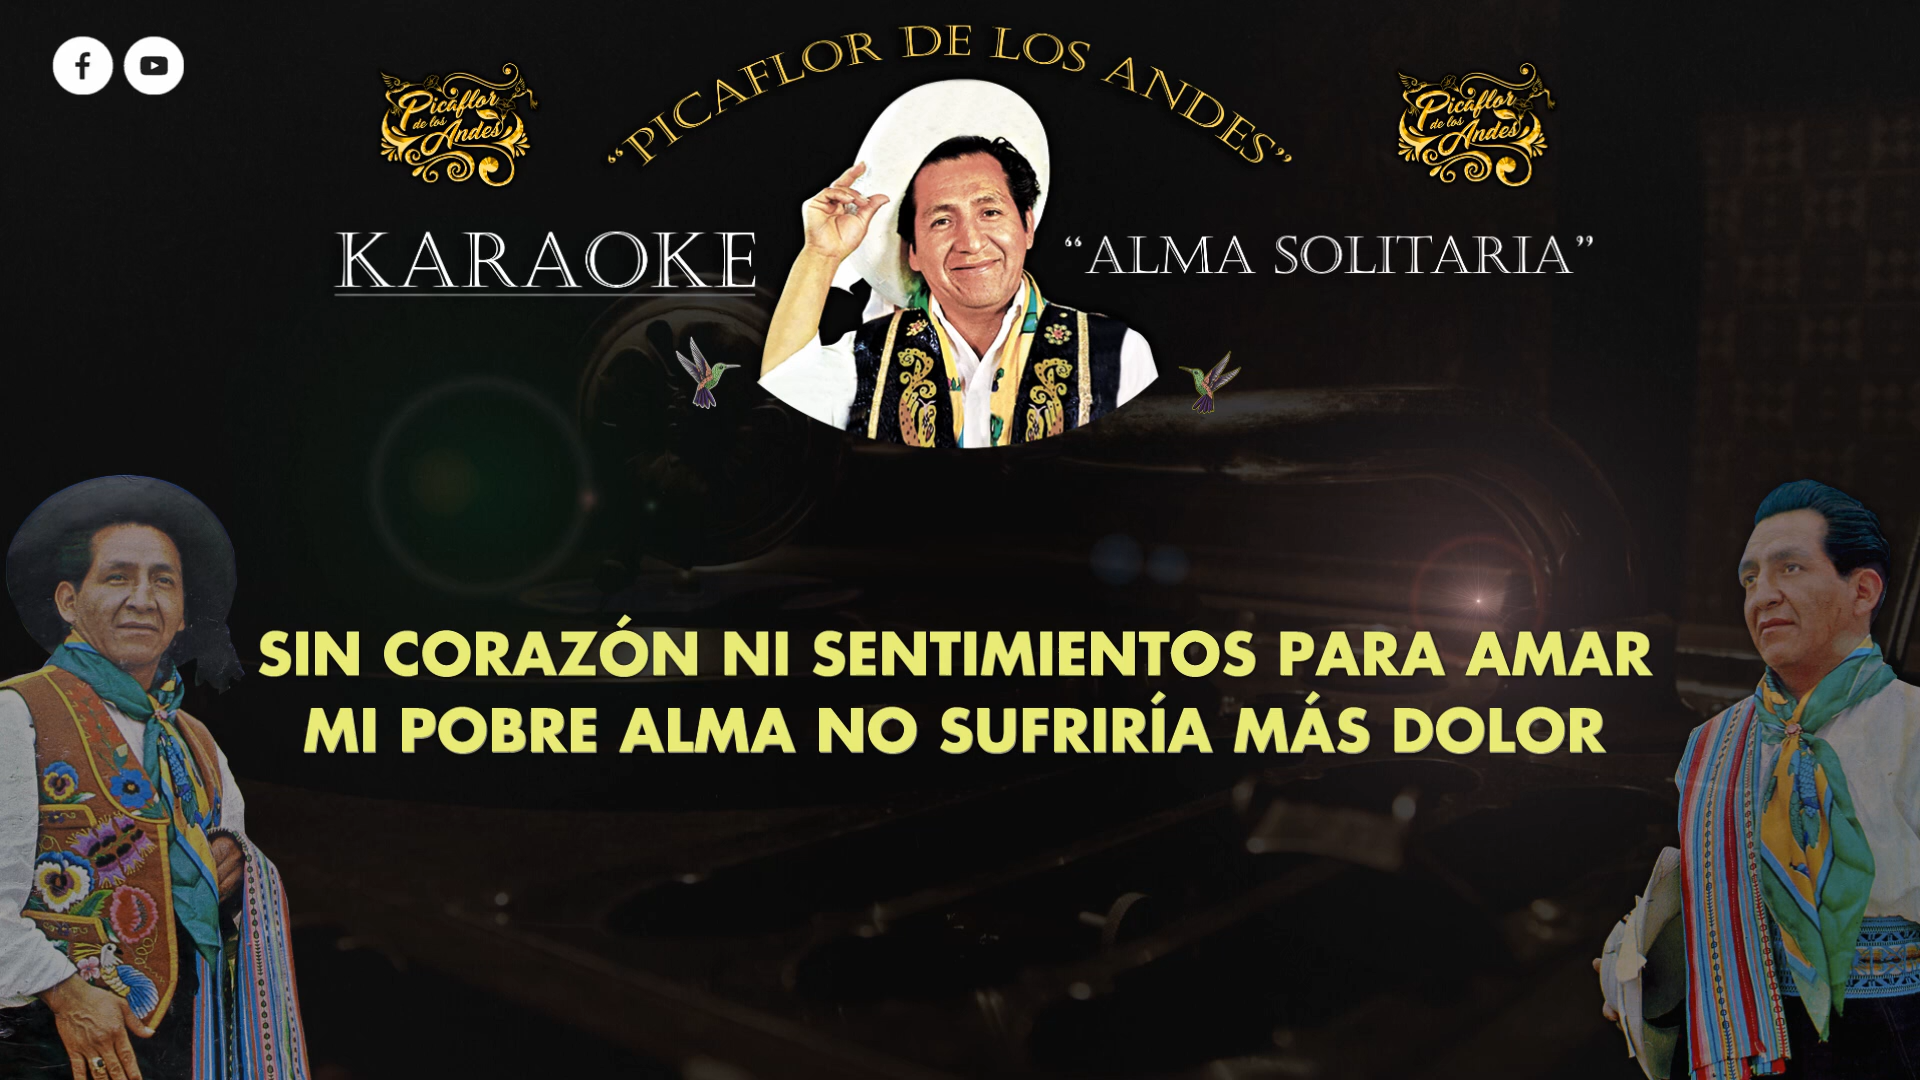 “PICAFLOR DE LOS ANDES”
Picaflor
de los
Andes
Picaflor
de los
Andes
KARAOKE
“ALMA SOLITARIA”
SIN CORAZÓN NI SENTIMIENTOS PARA AMAR
MI POBRE ALMA NO SUFRIRÍA MÁS DOLOR